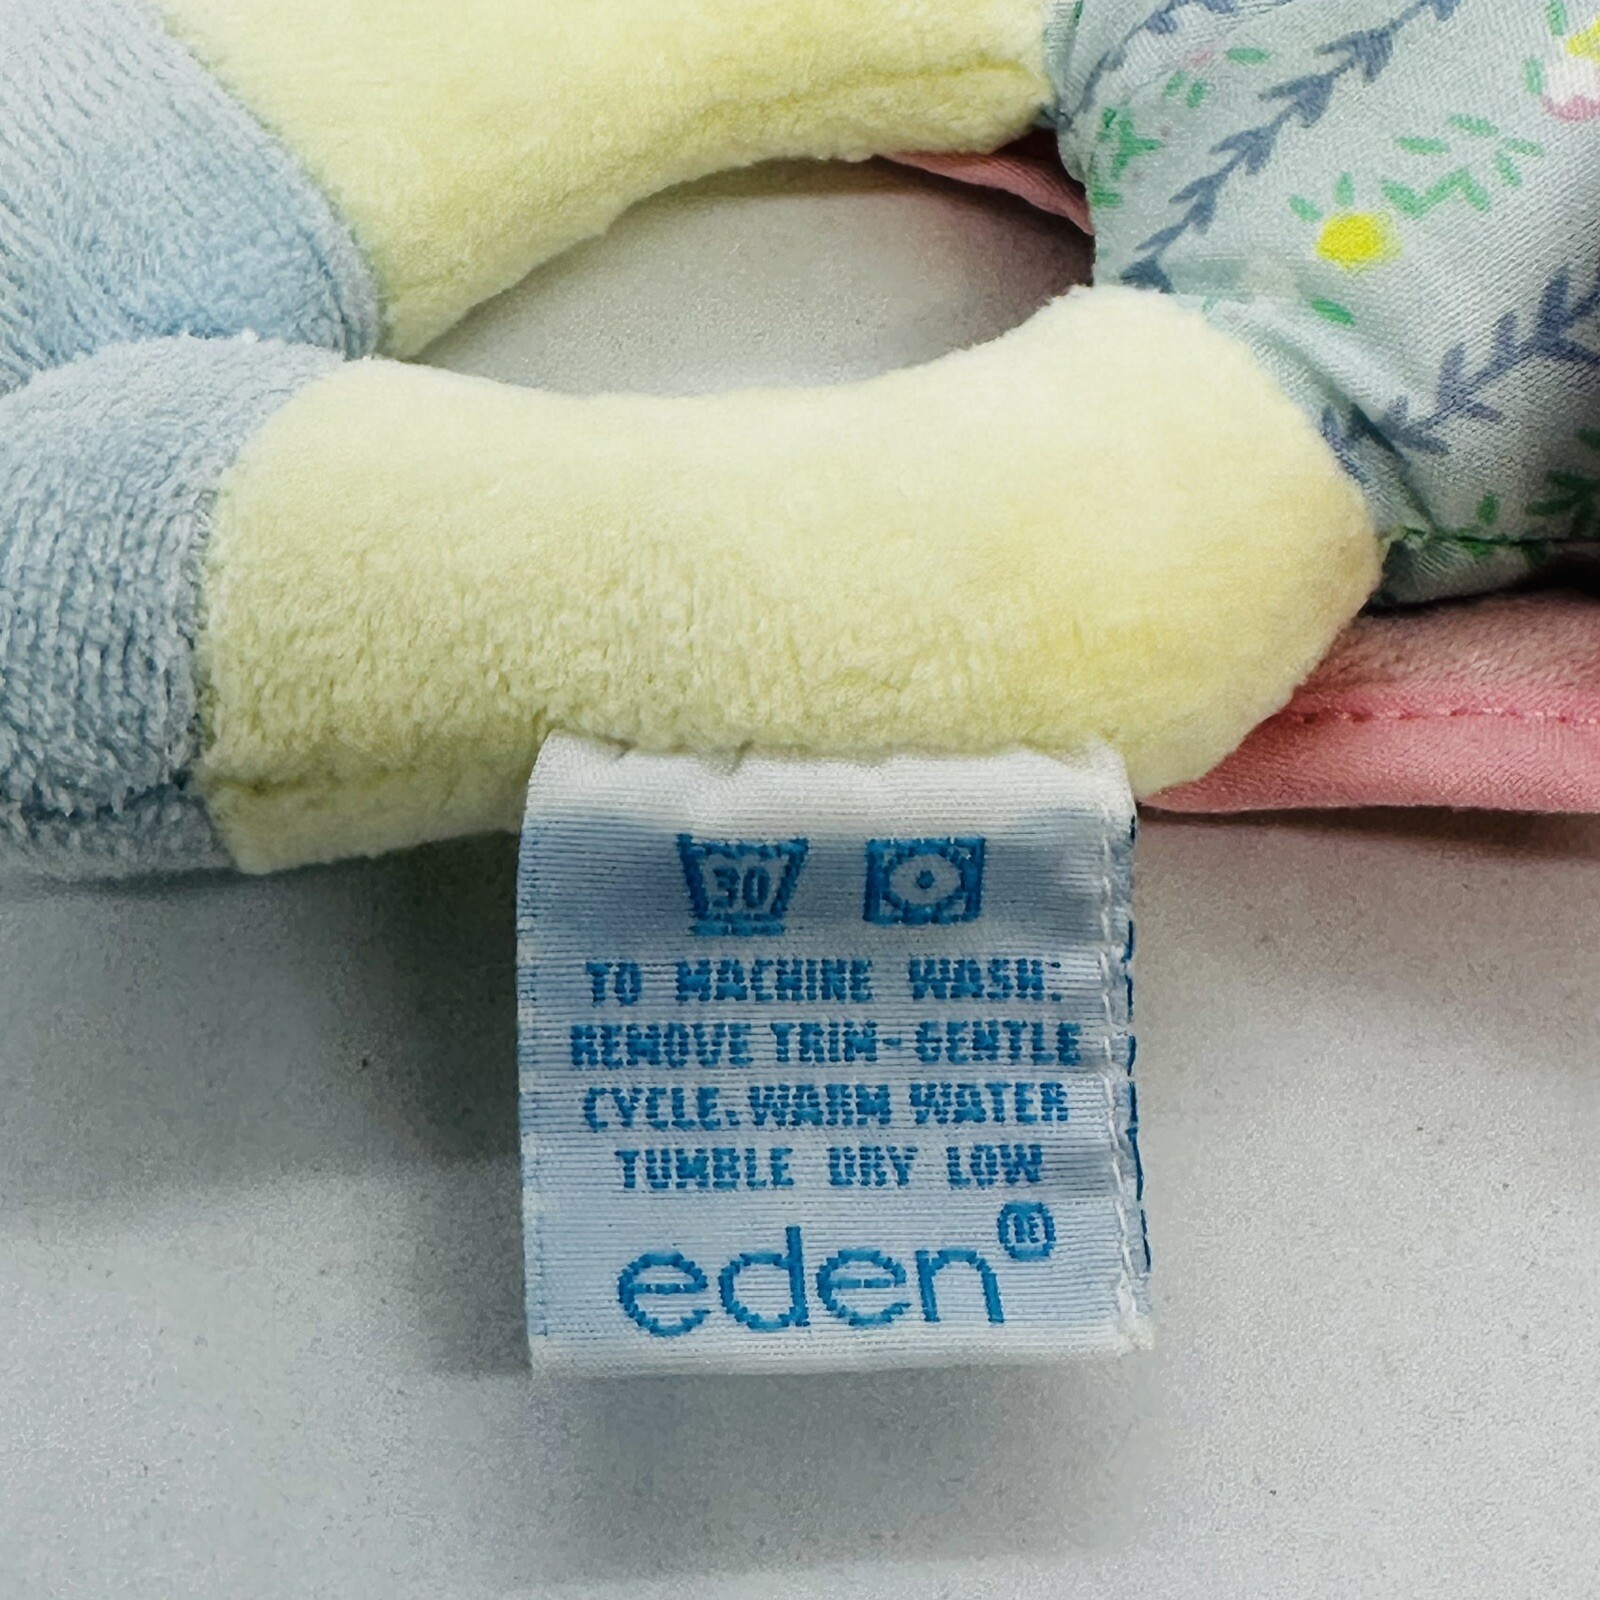 30
TO MACHINE WASH:
REMOVE TRIM-GENTLE
CYCLE.WARM WATER
TUMBLE DRY LOW
eden®